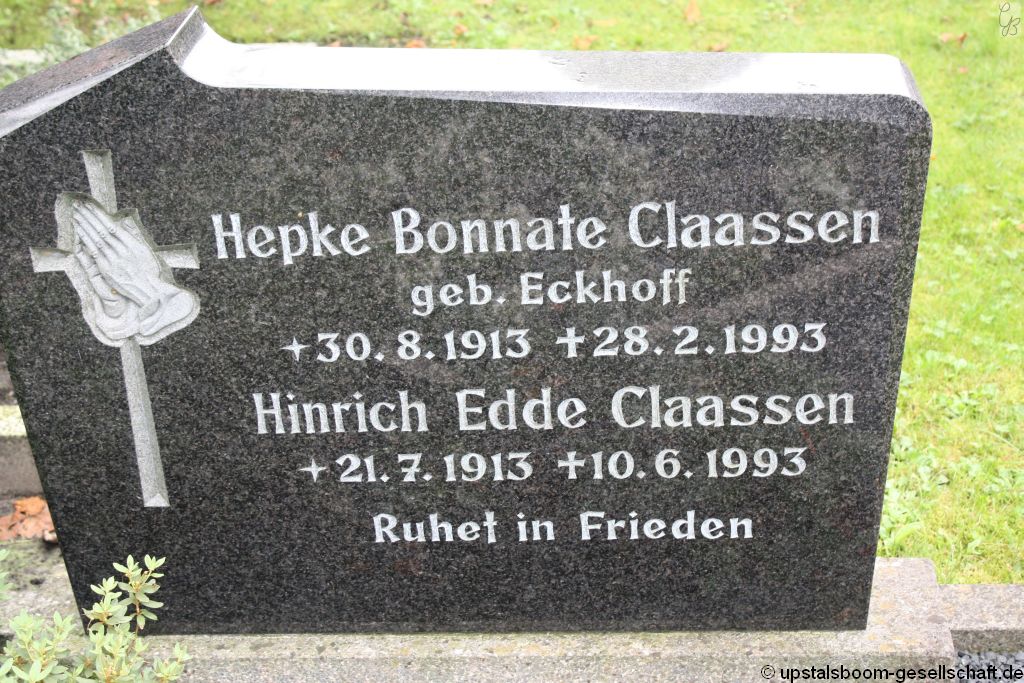 Hepke Bonnate Claassen
geb. Eckhoff
30.8.1913 28.2.1993
Hinrich Edde Claassen
21.7.1913 10.6.1993
Ruhet in Frieden
© upstalsboom-gesellschaft.de